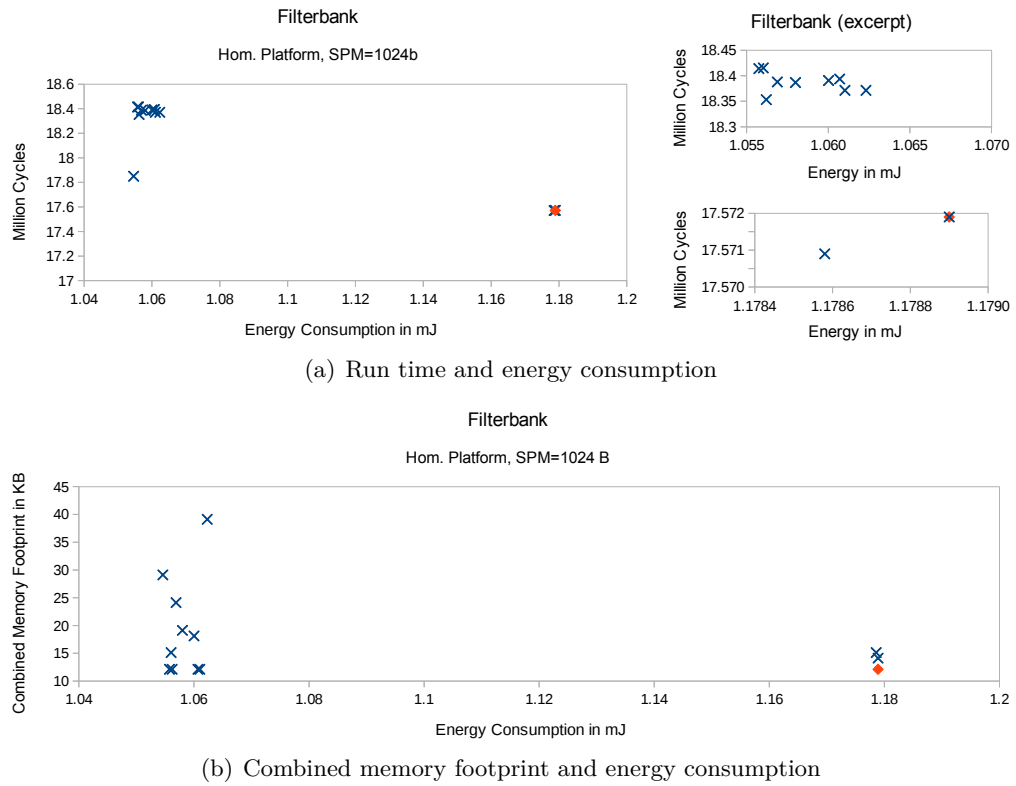 Filterbank
Hom. Platform, SPM=1024b
Million Cycles
18.6
18.4
18.2
18
17.8
17.6
17.4
17.2
17
1.04 1.06 1.08 1.1 1.12 1.14 1.16 1.18 1.2
Energy Consumption in mJ
Filterbank (excerpt)
Million Cycles
18.45
18.4
18.35
18.3
1.055 1.060 1.065 1.070
Energy in mJ
Million Cycles
17.572
17.571
17.570
1.1784 1.1786 1.1788 1.1790
Energy in mJ
(a) Run time and energy consumption
Filterbank
Hom. Platform, SPM=1024 B
Combined Memory Footprint in KB
45
40
35
30
25
20
15
10
1.04 1.06 1.08 1.1 1.12 1.14 1.16 1.18 1.2
Energy Consumption in mJ
(b) Combined memory footprint and energy consumption